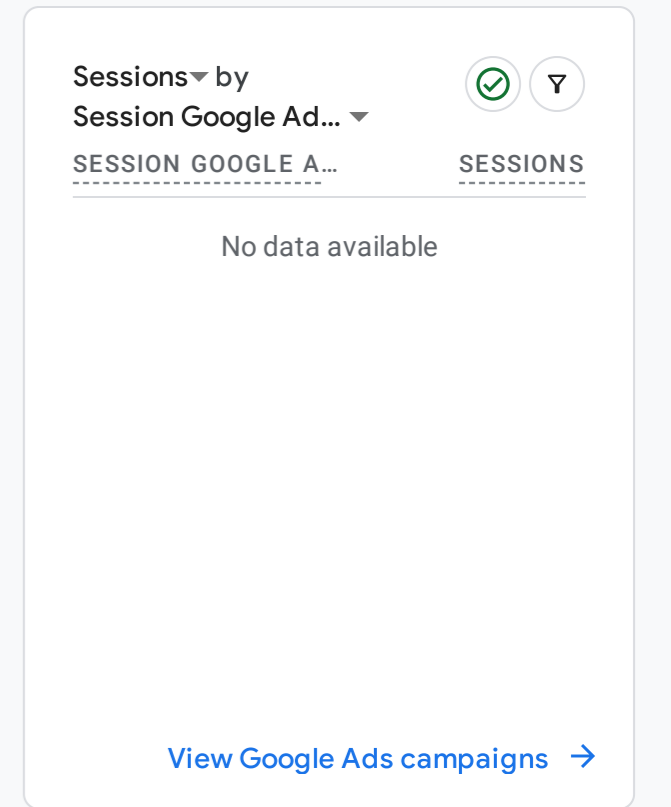 Sessions by
Session Google Ad...
SESSION GOOGLE A... SESSIONS
No data available
View Google Ads campaigns